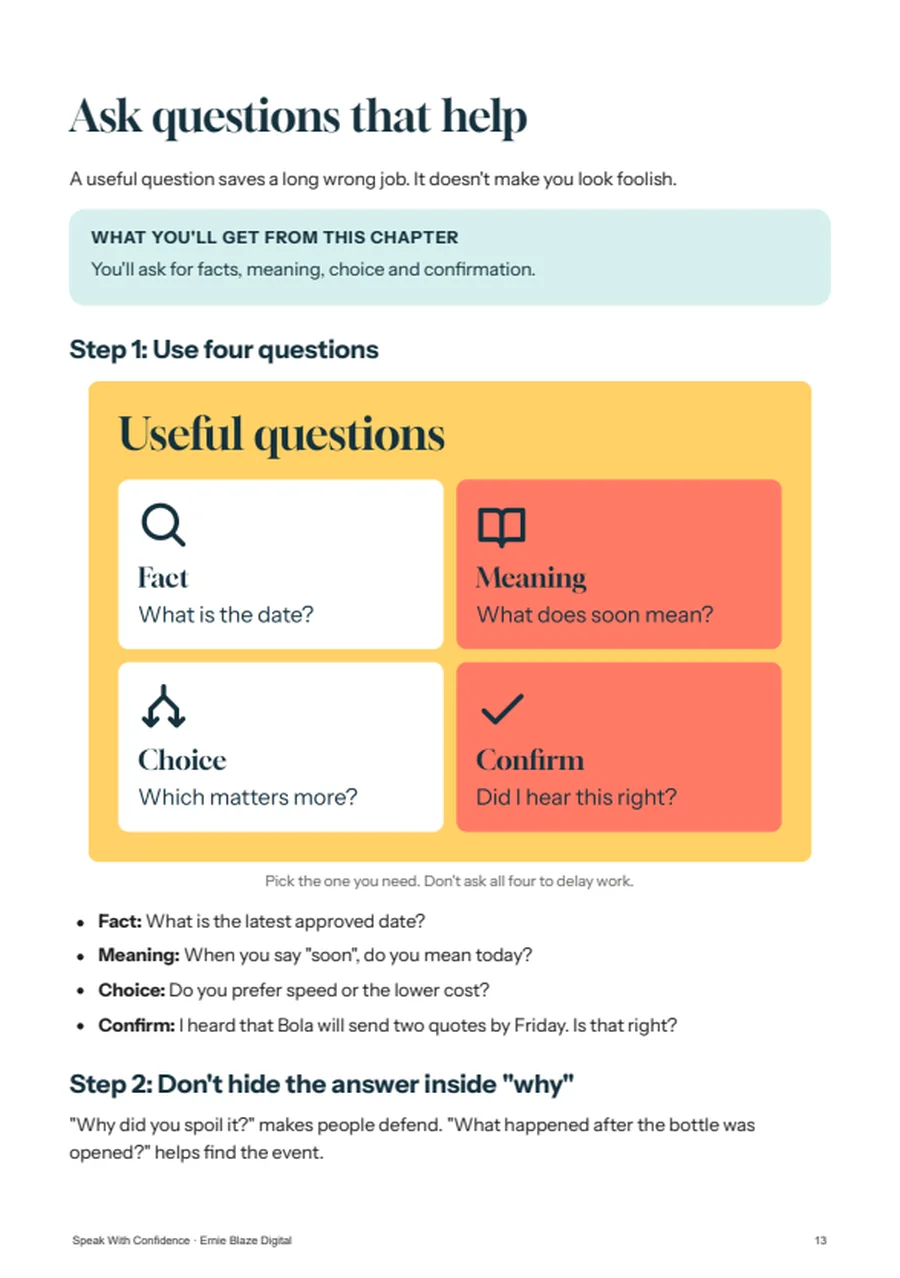 Ask questions that help
A useful question saves a long wrong job. It doesn't make you look foolish.
WHAT YOU'LL GET FROM THIS CHAPTER
You'll ask for facts, meaning, choice and confirmation.
Step 1: Use four questions
Useful questions
Fact
What is the date?
Meaning
What does soon mean?
Choice
Which matters more?
Confirm
Did I hear this right?
Pick the one you need. Don't ask all four to delay work.
• Fact: What is the latest approved date?
• Meaning: When you say "soon", do you mean today?
• Choice: Do you prefer speed or the lower cost?
• Confirm: I heard that Bola will send two quotes by Friday. Is that right?
Step 2: Don't hide the answer inside "why"
"Why did you spoil it?" makes people defend. "What happened after the bottle was
opened?" helps find the event.
Speak With Confidence · Ernie Blaze Digital
13